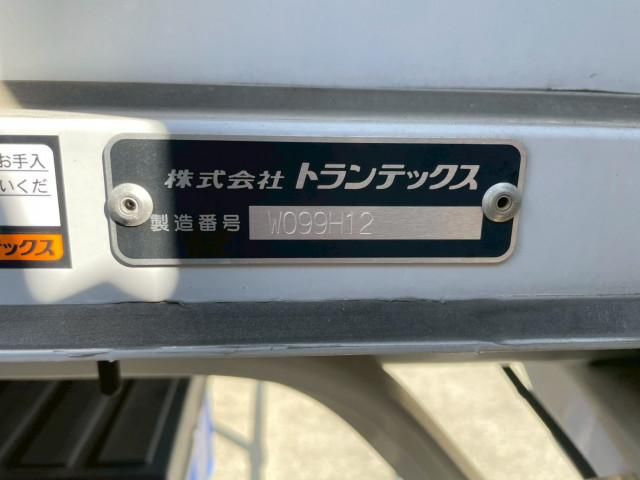 お手入
いくだ
テックス
株式会社 トランテックス
製造番号 W099H12